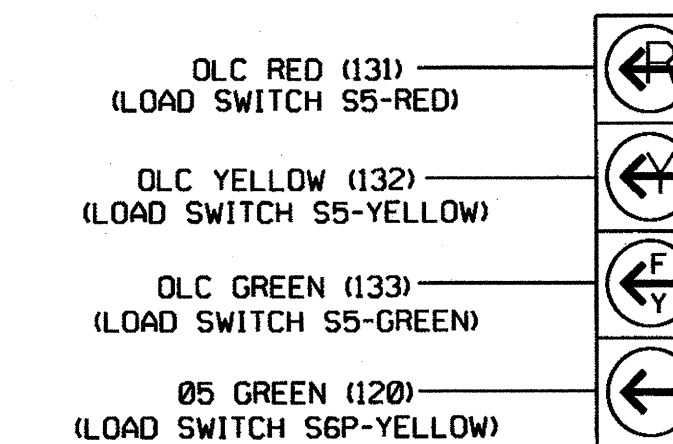 OLC RED (131)
(LOAD SWITCH S5-RED)
R
OLC YELLOW (132)
(LOAD SWITCH S5-YELLOW)
Y
OLC GREEN (133)
(LOAD SWITCH S5-GREEN)
F
Y
Ø5 GREEN (120)
(LOAD SWITCH S6P-YELLOW)